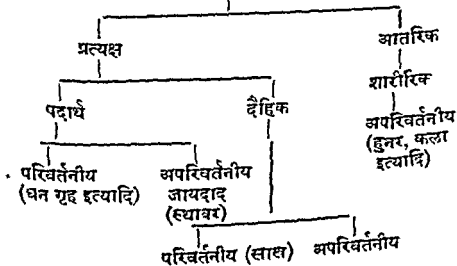 प्रत्यक्ष आतरिक
शारीरिक
पदार्थ दैहिक
अपरिवर्तनीय
(हुनर, कला
इत्यादि)
परिवर्तनीय अपरिवर्तनीय
(धन गृह इत्यादि) जायदाद
(स्थावर)
परिवर्तनीय (साख) अपरिवर्तनीय